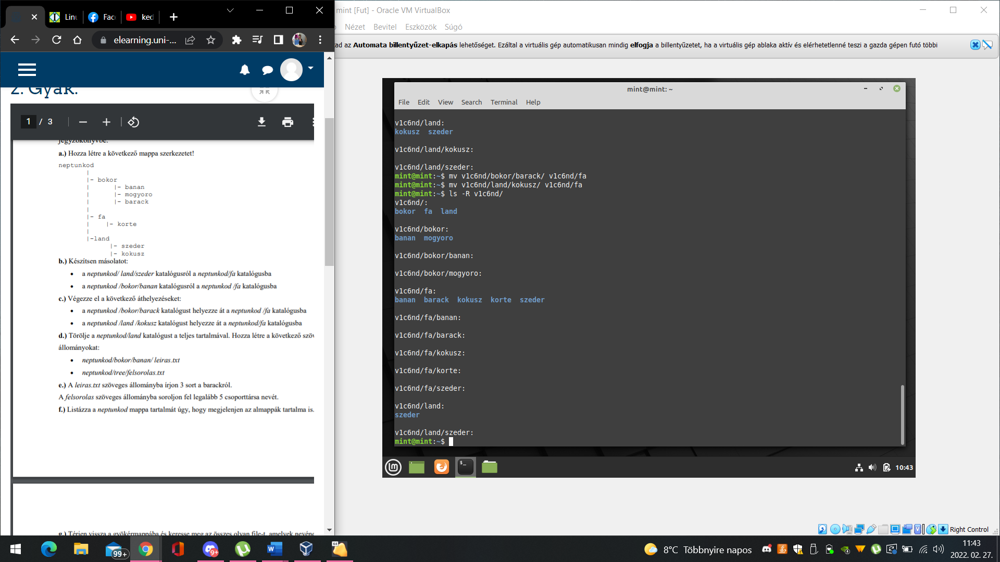 Linu
Fac
ked
elearning.uni-...
2. Gyak.
1 / 3
jegyzőkönyvbe.
a.) Hozza létre a következő mappa szerkezetet!
neptunkod
|
|- bokor
| |- banan
| |- mogyoro
| |- barack
|
|- fa
| |- korte
|
|-land
|- szeder
|- kokusz
b.) Készítsen másolatot:
• a neptunkod/ land/szeder katalógusról a neptunkod/fa katalógusba
• a neptunkod /bokor/banan katalógusról a neptunkod /fa katalógusba
c.) Végezze el a következő áthelyezéseket:
• a neptunkod /bokor/barack katalógust helyezze át a neptunkod /fa katalógusba
• a neptunkod /land /kokusz katalógust helyezze át a neptunkod/fa katalógusba
d.) Törölje a neptunkod/land katalógust a teljes tartalmával. Hozza létre a következő szöv
állományokat:
• neptunkod/bokor/banan/ leiras.txt
• neptunkod/tree/felsorolas.txt
e.) A leiras.txt szöveges állományba írjon 3 sort a barackról.
A felsorolas szöveges állományba soroljon fel legalább 5 csoporttársa nevét.
f.) Listázza a neptunkod mappa tartalmát úgy, hogy megjelenjen az almappák tartalma is.
g.) Térjen vissza a gyökérmappába és keresse meg az összes olyan file-t, amelyek nevéne
mint [Fut] - Oracle VM VirtualBox
Nézet Bevitel Eszközök Súgó
ad az Automata billentyűzet-elkapás lehetőséget. Ezáltal a virtuális gép automatikusan mindig elfogja a billentyűzetet, ha a virtuális gép ablaka aktív és elérhetetlenné teszi a gazda gépen futó többi
mint@mint: ~
File Edit View Search Terminal Help
v1c6nd/land:
kokusz szeder
v1c6nd/land/kokusz:
v1c6nd/land/szeder:
mint@mint:~$ mv v1c6nd/bokor/barack/ v1c6nd/fa
mint@mint:~$ mv v1c6nd/land/kokusz/ v1c6nd/fa
mint@mint:~$ ls -R v1c6nd/
v1c6nd/:
bokor fa land
v1c6nd/bokor:
banan mogyoro
v1c6nd/bokor/banan:
v1c6nd/bokor/mogyoro:
v1c6nd/fa:
banan barack kokusz korte szeder
v1c6nd/fa/banan:
v1c6nd/fa/barack:
v1c6nd/fa/kokusz:
v1c6nd/fa/korte:
v1c6nd/fa/szeder:
v1c6nd/land:
szeder
v1c6nd/land/szeder:
mint@mint:~$
10:43
Right Control
99+
9+
64
8°C Többnyire napos
11:43
2022. 02. 27.